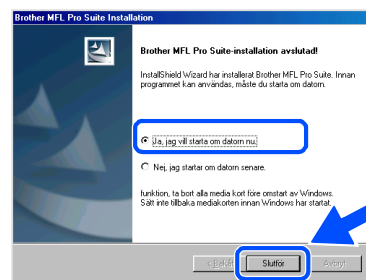 Brother MFL Pro Suite Installation
Brother MFL Pro Suite-installation avslutad!
InstallShield Wizard har installerat Brother MFL Pro Suite. Innan
programmet kan användas, måste du starta om datorn.
Ja, jag vill starta om datorn nu.
Nej, jag startar om datorn senare.
funktion, ta bort alla media kort före omstart av Windows.
Sätt inte tillbaka mediakorten innan Windows har startat.
Slutför
Avbryt